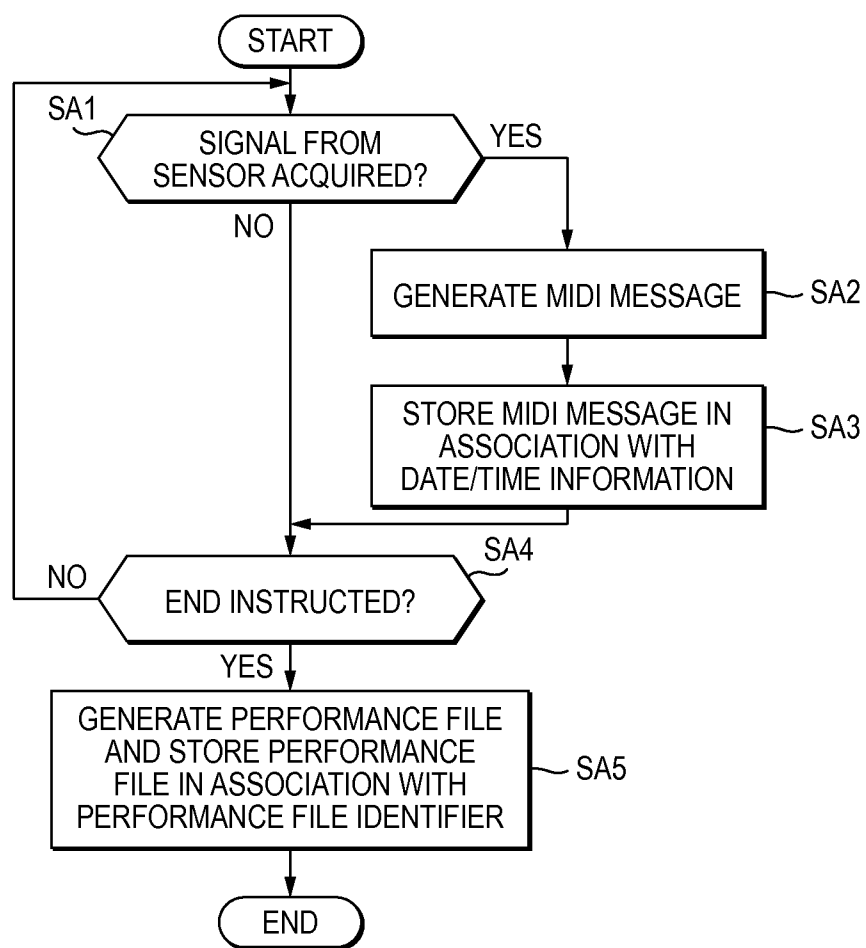 START
SA1
SIGNAL FROM
SENSOR ACQUIRED?
YES
NO
GENERATE MIDI MESSAGE
SA2
STORE MIDI MESSAGE IN
ASSOCIATION WITH
DATE/TIME INFORMATION
SA3
SA4
NO
END INSTRUCTED?
YES
GENERATE PERFORMANCE FILE
AND STORE PERFORMANCE
FILE IN ASSOCIATION WITH
PERFORMANCE FILE IDENTIFIER
SA5
END